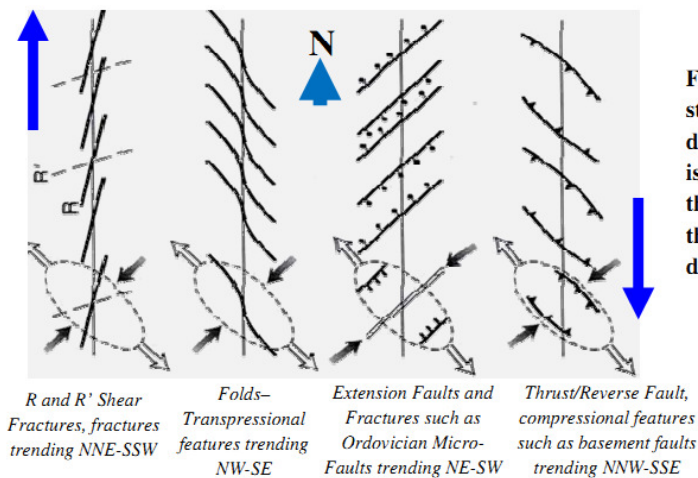 N
R'
R
F
st
d
is
th
th
d
R and R' Shear
Fractures, fractures
trending NNE-SSW
Folds–
Transpressional
features trending
NW-SE
Extension Faults and
Fractures such as
Ordovician Micro-
Faults trending NE-SW
Thrust/Reverse Fault,
compressional features
such as basement faults
trending NNW-SSE